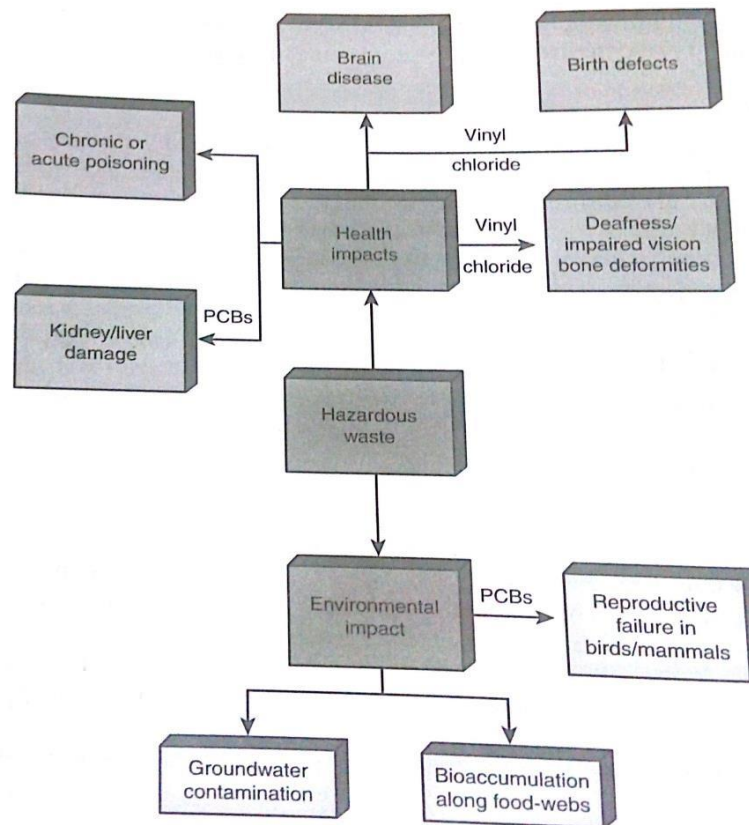 Brain
disease
Birth defects
Chronic or
acute poisoning
Vinyl
chloride
Health
impacts
Vinyl
chloride
Deafness/
impaired vision
bone deformities
PCBs
Kidney/liver
damage
Hazardous
waste
Environmental
impact
PCBs
Reproductive
failure in
birds/mammals
Groundwater
contamination
Bioaccumulation
along food-webs